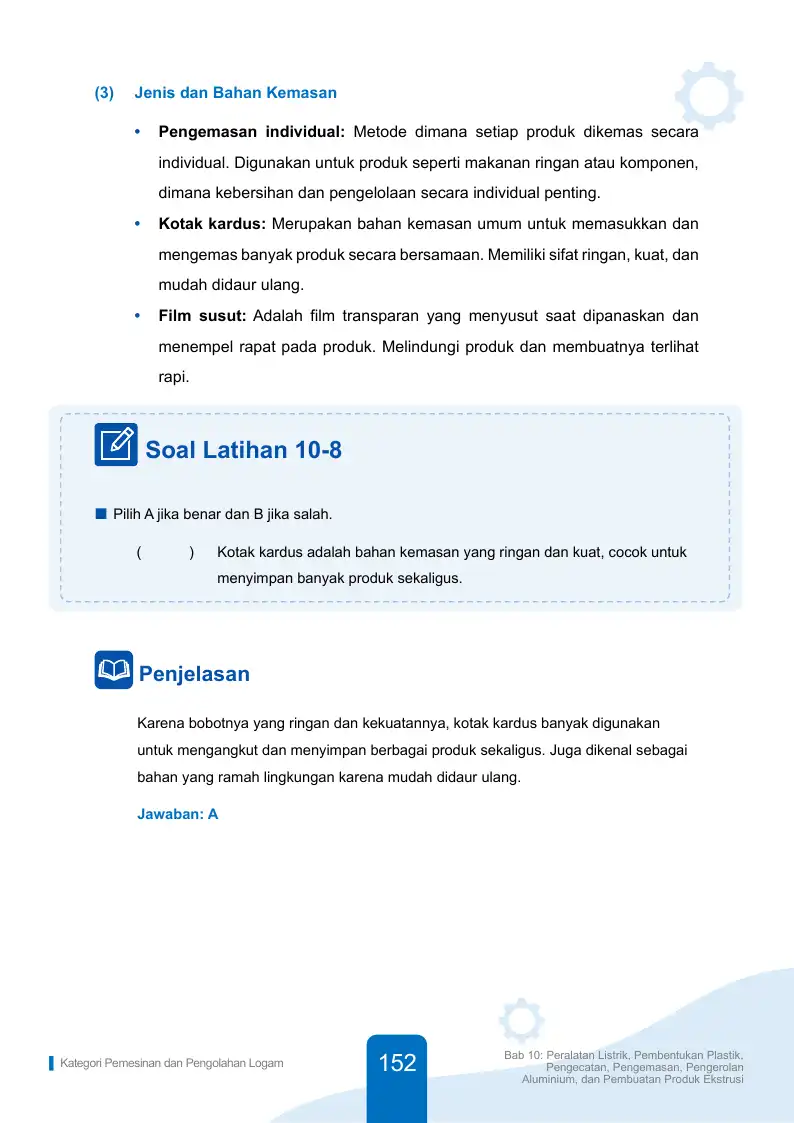 (3) Jenis dan Bahan Kemasan
• Pengemasan individual: Metode dimana setiap produk dikemas secara
individual. Digunakan untuk produk seperti makanan ringan atau komponen,
dimana kebersihan dan pengelolaan secara individual penting.
• Kotak kardus: Merupakan bahan kemasan umum untuk memasukkan dan
mengemas banyak produk secara bersamaan. Memiliki sifat ringan, kuat, dan
mudah didaur ulang.
• Film susut: Adalah film transparan yang menyusut saat dipanaskan dan
menempel rapat pada produk. Melindungi produk dan membuatnya terlihat
rapi.
Soal Latihan 10-8
■ Pilih A jika benar dan B jika salah.
( ) Kotak kardus adalah bahan kemasan yang ringan dan kuat, cocok untuk
menyimpan banyak produk sekaligus.
Penjelasan
Karena bobotnya yang ringan dan kekuatannya, kotak kardus banyak digunakan
untuk mengangkut dan menyimpan berbagai produk sekaligus. Juga dikenal sebagai
bahan yang ramah lingkungan karena mudah didaur ulang.
Jawaban: A
Kategori Pemesinan dan Pengolahan Logam
152
Bab 10: Peralatan Listrik, Pembentukan Plastik,
Pengecatan, Pengemasan, Pengerolan
Aluminium, dan Pembuatan Produk Ekstrusi